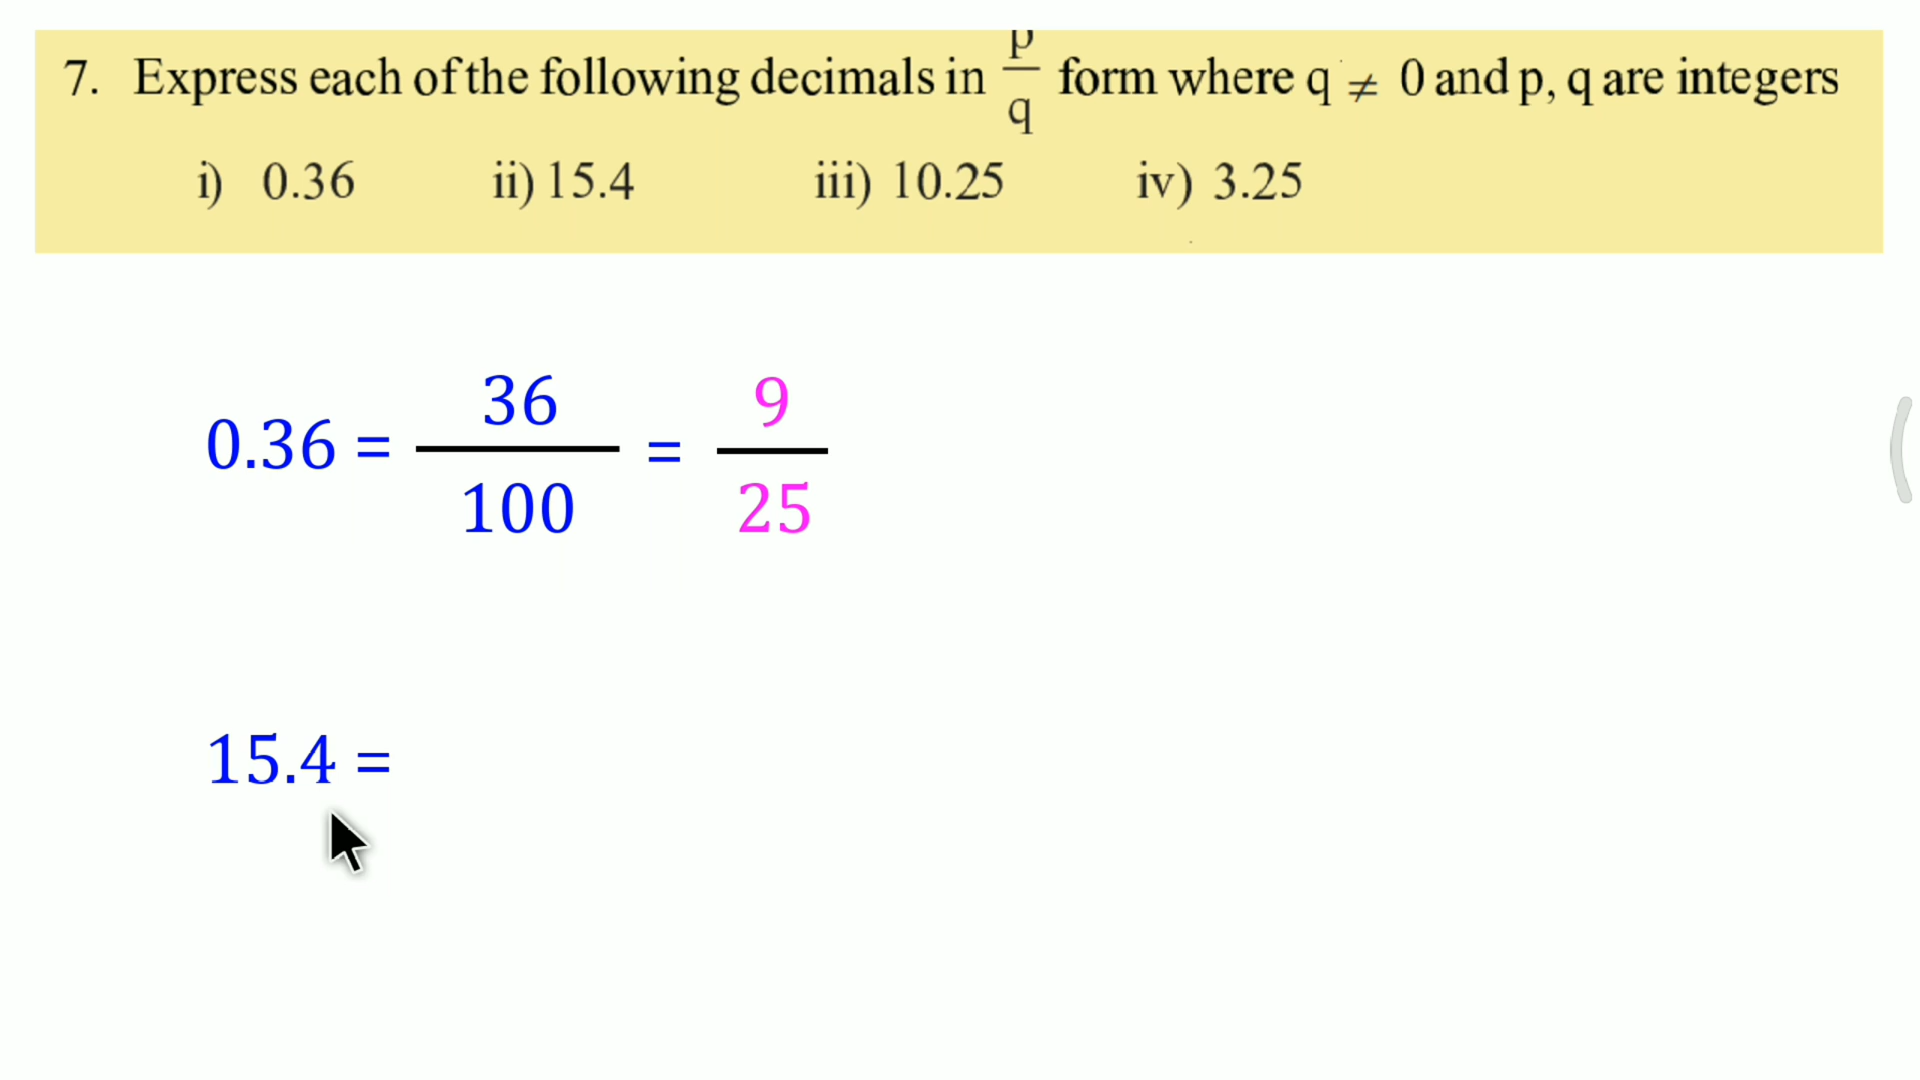 7. Express each of the following decimals in p/q form where q ≠ 0 and p, q are integers
i) 0.36 ii) 15.4 iii) 10.25 iv) 3.25
0.36 = 36/100 = 9/25
15.4 =